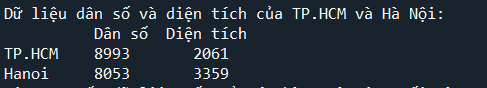 Dữ liệu dân số và diện tích của TP.HCM và Hà Nội:
Dân số Diện tích
TP.HCM 8993 2061
Hanoi 8053 3359